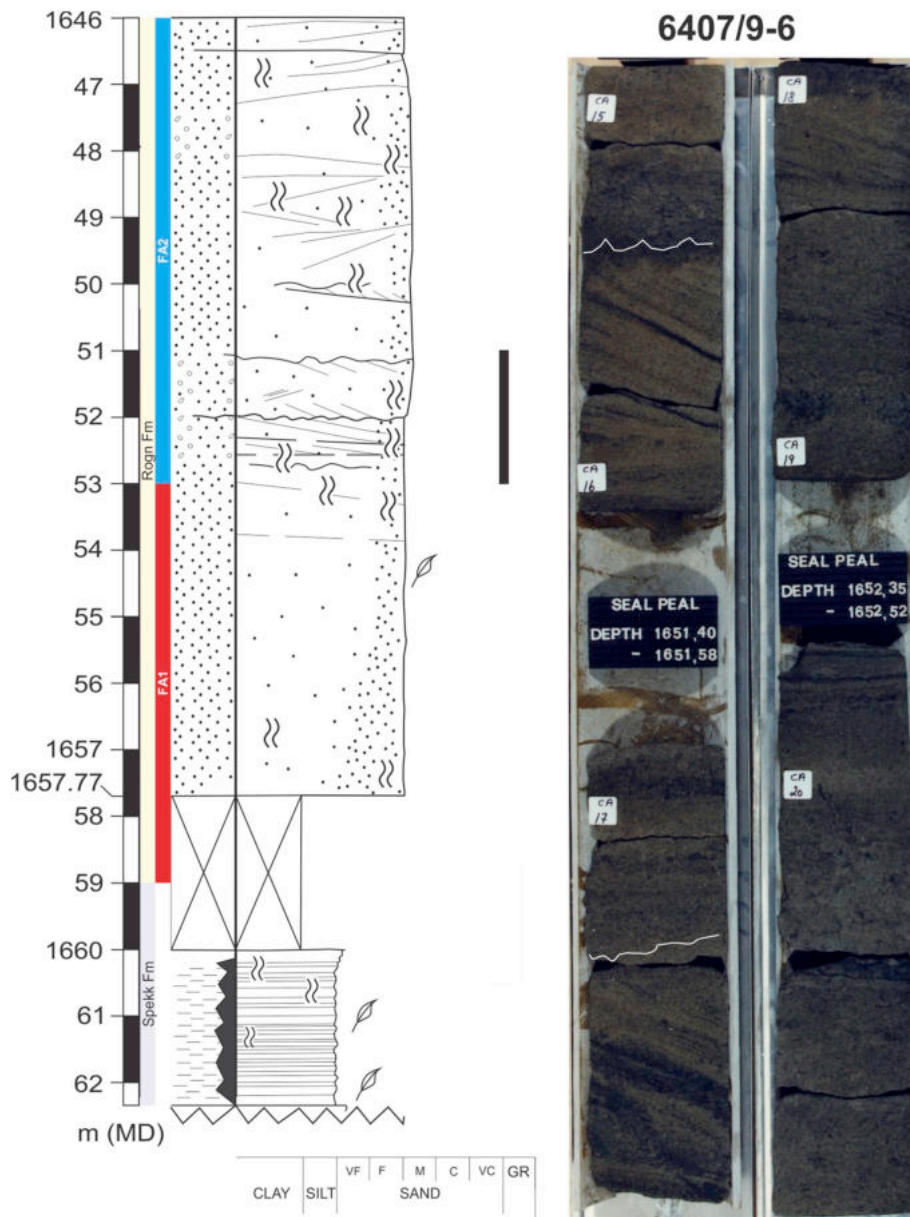 6407/9-6
1646
47
48
49
50
51
52
53
54
55
56
1657
1657.77
58
59
1660
61
62
m (MD)
Rogn Fm
Spekk Fm
FA2
FA1
CLAY
SILT
VF
F
M
C
VC
SAND
GR
CA
15
CA
16
SEAL PEAL
DEPTH 1651,40
- 1651,58
CA
17
CA
18
CA
19
SEAL PEAL
DEPTH 1652,35
- 1652,52
CA
20